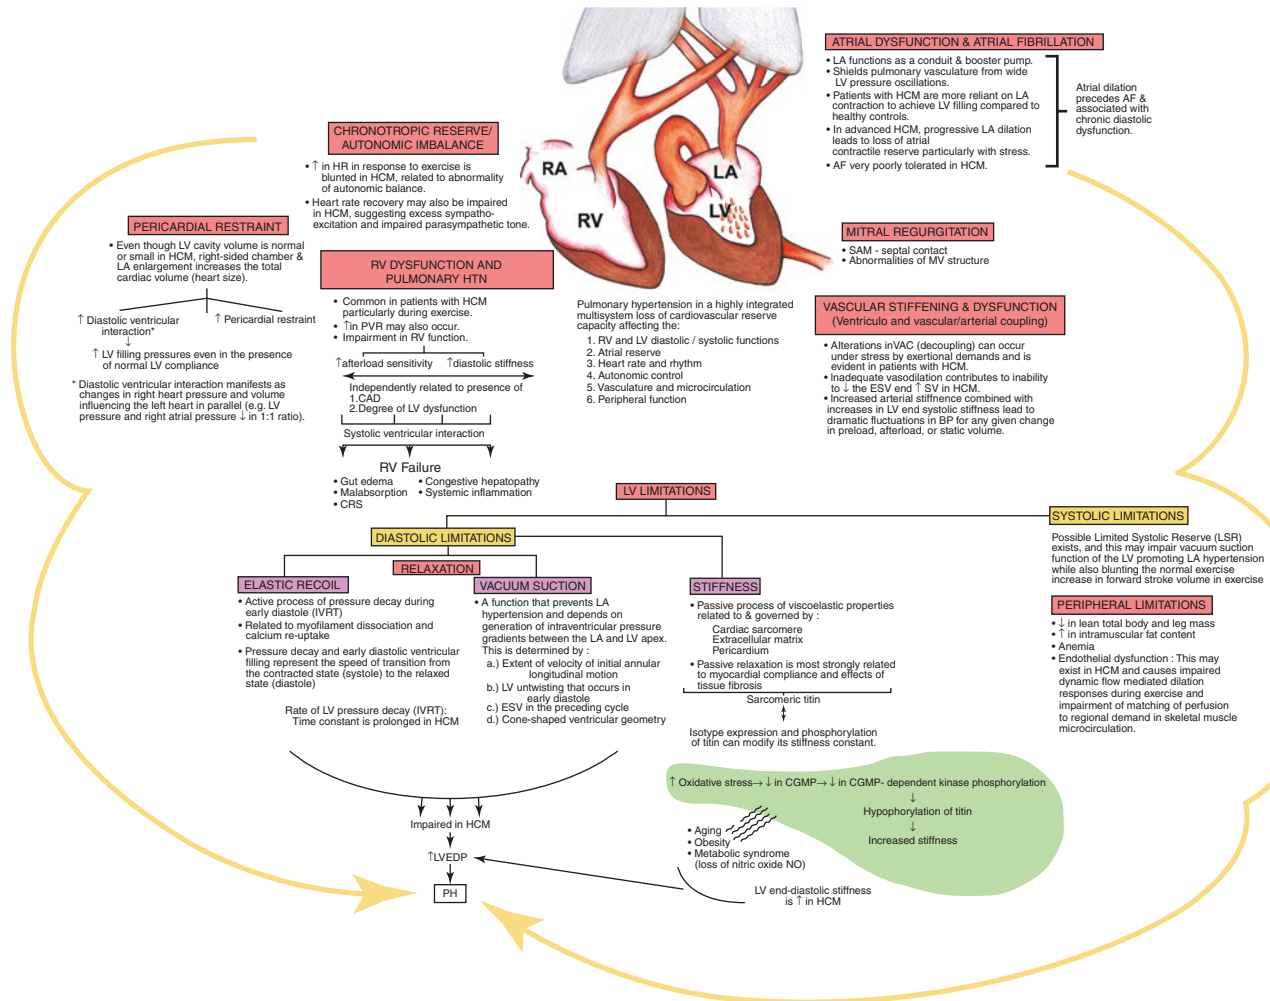 ATRIAL DYSFUNCTION & ATRIAL FIBRILLATION
• LA functions as a conduit & booster pump.
• Shields pulmonary vasculature from wide
LV pressure oscillations.
• Patients with HCM are more reliant on LA
contraction to achieve LV filling compared to
healthy controls.
• In advanced HCM, progressive LA dilation
leads to loss of atrial
contractile reserve particularly with stress.
• AF very poorly tolerated in HCM.
Atrial dilation
precedes AF &
associated with
chronic diastolic
dysfunction.
CHRONOTROPIC RESERVE/
AUTONOMIC IMBALANCE
• ↑ in HR in response to exercise is
blunted in HCM, related to abnormality
of autonomic balance.
• Heart rate recovery may also be impaired
in HCM, suggesting excess sympatho-
excitation and impaired parasympathetic tone.
RA
RV
LA
LV
PERICARDIAL RESTRAINT
• Even though LV cavity volume is normal
or small in HCM, right-sided chamber &
LA enlargement increases the total
cardiac volume (heart size).
↑ Diastolic ventricular
interaction*
↓
↑ LV filling pressures even in the presence
of normal LV compliance
↑ Pericardial restraint
* Diastolic ventricular interaction manifests as
changes in right heart pressure and volume
influencing the left heart in parallel (e.g. LV
pressure and right atrial pressure ↓ in 1:1 ratio).
RV DYSFUNCTION AND
PULMONARY HTN
• Common in patients with HCM
particularly during exercise.
• ↑in PVR may also occur.
• Impairment in RV function.
↑afterload sensitivity ↑diastolic stiffness
Independently related to presence of
1.CAD
2.Degree of LV dysfunction
Systolic ventricular interaction
RV Failure
• Gut edema
• Malabsorption
• CRS
• Congestive hepatopathy
• Systemic inflammation
Pulmonary hypertension in a highly integrated
multisystem loss of cardiovascular reserve
capacity affecting the:
1. RV and LV diastolic / systolic functions
2. Atrial reserve
3. Heart rate and rhythm
4. Autonomic control
5. Vasculature and microcirculation
6. Peripheral function
MITRAL REGURGITATION
• SAM - septal contact
• Abnormalities of MV structure
VASCULAR STIFFENING & DYSFUNCTION
(Ventriculo and vascular/arterial coupling)
• Alterations inVAC (decoupling) can occur
under stress by exertional demands and is
evident in patients with HCM.
• Inadequate vasodilation contributes to inability
to ↓ the ESV end ↑ SV in HCM.
• Increased arterial stifnence combined with
increases in LV end systolic stiffness lead to
dramatic fluctuations in BP for any given change
in preload, afterload, or static volume.
LV LIMITATIONS
DIASTOLIC LIMITATIONS
SYSTOLIC LIMITATIONS
Possible Limited Systolic Reserve (LSR)
exists, and this may impair vacuum suction
function of the LV promoting LA hypertension
while also blunting the normal exercise
increase in forward stroke volume in exercise
RELAXATION
ELASTIC RECOIL
• Active process of pressure decay during
early diastole (IVRT)
• Related to myofilament dissociation and
calcium re-uptake
• Pressure decay and early diastolic ventricular
filling represent the speed of transition from
the contracted state (systole) to the relaxed
state (diastole)
Rate of LV pressure decay (IVRT):
Time constant is prolonged in HCM
VACUUM SUCTION
• A function that prevents LA
hypertension and depends on
generation of intraventricular pressure
gradients between the LA and LV apex.
This is determined by :
a.) Extent of velocity of initial annular
longitudinal motion
b.) LV untwisting that occurs in
early diastole
c.) ESV in the preceding cycle
d.) Cone-shaped ventricular geometry
STIFFNESS
• Passive process of viscoelastic properties
related to & governed by :
Cardiac sarcomere
Extracellular matrix
Pericardium
• Passive relaxation is most strongly related
to myocardial compliance and effects of
tissue fibrosis
Sarcomeric titin
Isotype expression and phosphorylation
of titin can modify its stiffness constant.
PERIPHERAL LIMITATIONS
• ↓ in lean total body and leg mass
• ↑ in intramuscular fat content
• Anemia
• Endothelial dysfunction : This may
exist in HCM and causes impaired
dynamic flow mediated dilation
responses during exercise and
impairment of matching of perfusion
to regional demand in skeletal muscle
microcirculation.
↑ Oxidative stress→ ↓ in CGMP→ ↓ in CGMP- dependent kinase phosphorylation
↓
Hypophorylation of titin
↓
Increased stiffness
• Aging
• Obesity
• Metabolic syndrome
(loss of nitric oxide NO)
LV end-diastolic stiffness
is ↑ in HCM
Impaired in HCM
↑LVEDP
PH